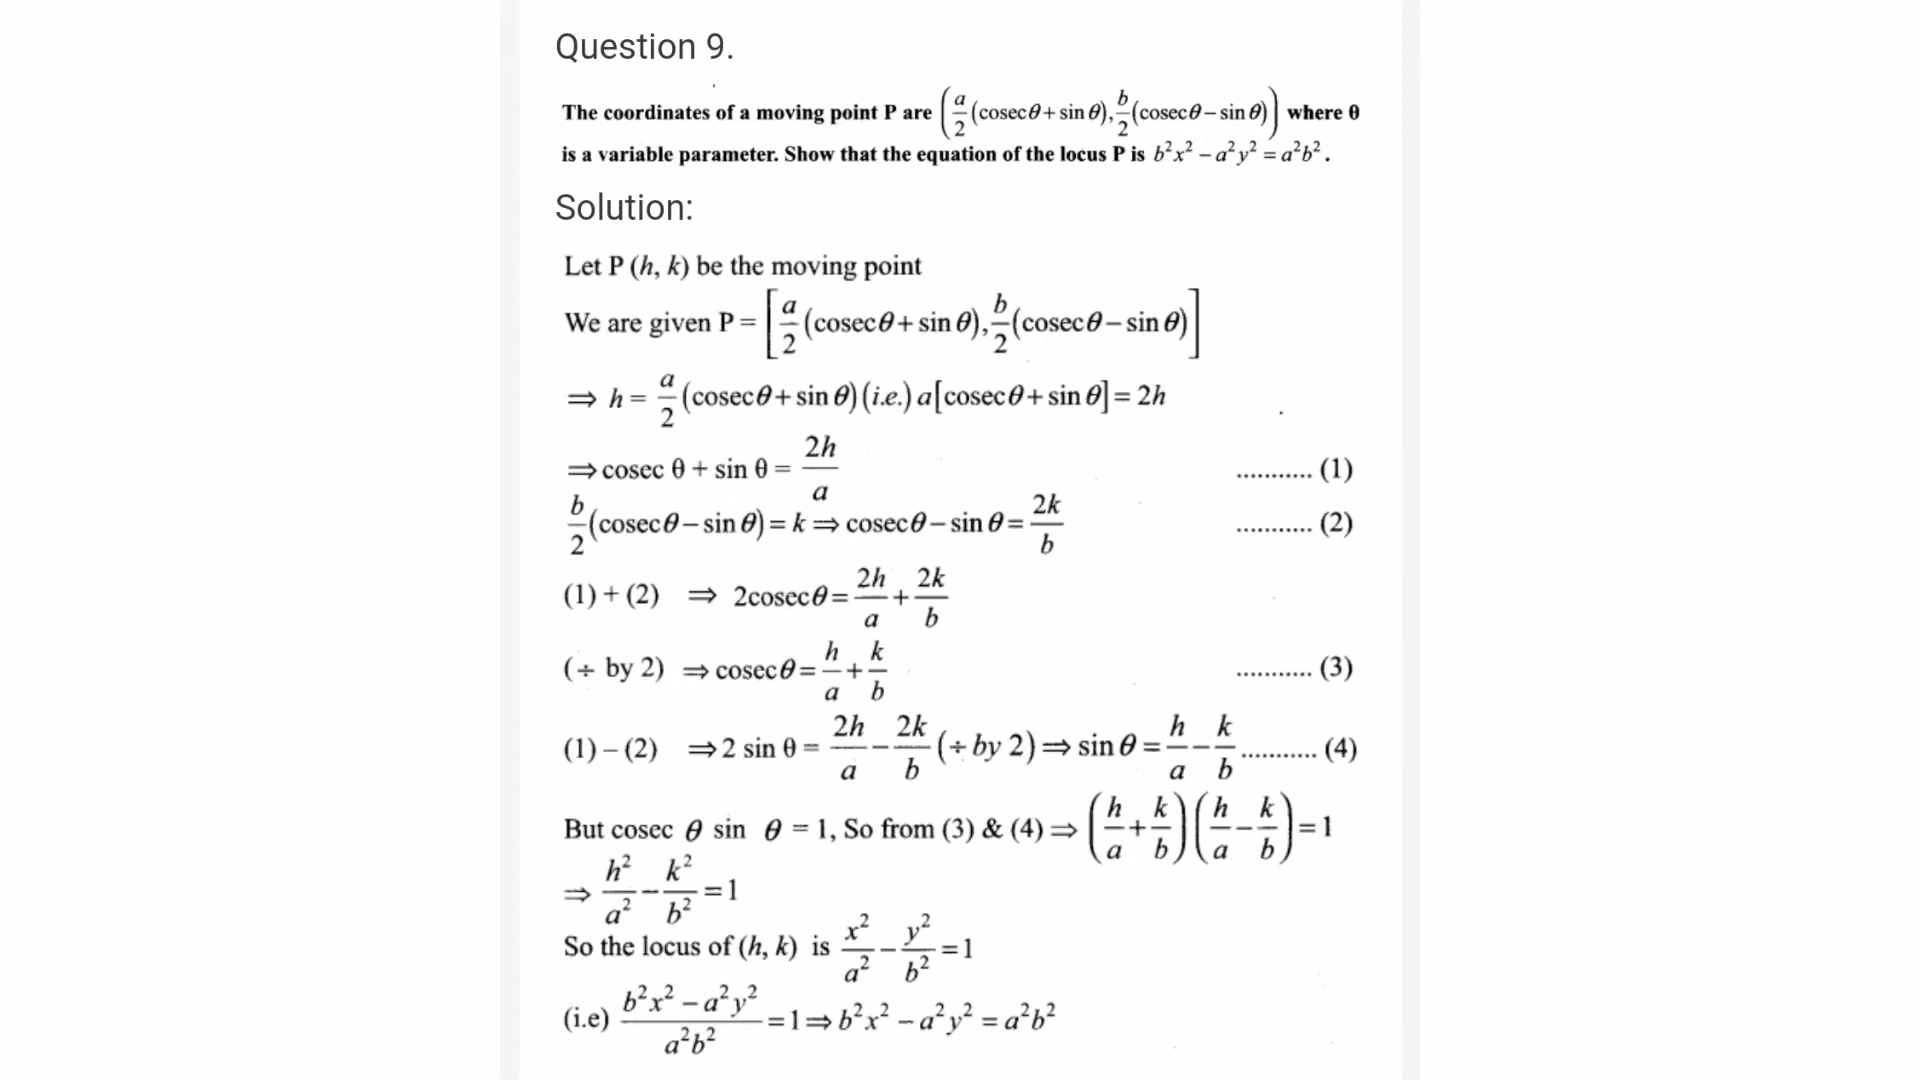 Question 9.
The coordinates of a moving point P are (a/2 (cosecθ + sin θ), b/2 (cosecθ − sin θ)) where θ
is a variable parameter. Show that the equation of the locus P is b²x² − a²y² = a²b².
Solution:
Let P (h, k) be the moving point
We are given P = [a/2 (cosecθ + sin θ), b/2 (cosecθ − sin θ)]
⇒ h = a/2 (cosecθ + sin θ) (i.e.) a[cosecθ + sin θ] = 2h
⇒ cosec θ + sin θ = 2h/a ........... (1)
b/2 (cosecθ − sin θ) = k ⇒ cosecθ − sin θ = 2k/b ........... (2)
(1) + (2) ⇒ 2cosecθ = 2h/a + 2k/b
(÷ by 2) ⇒ cosecθ = h/a + k/b ........... (3)
(1) − (2) ⇒ 2 sin θ = 2h/a − 2k/b (÷ by 2) ⇒ sin θ = h/a − k/b ........... (4)
But cosec θ sin θ = 1, So from (3) & (4) ⇒ (h/a + k/b)(h/a − k/b) = 1
⇒ h²/a² − k²/b² = 1
So the locus of (h, k) is x²/a² − y²/b² = 1
(i.e) (b²x² − a²y²)/a²b² = 1 ⇒ b²x² − a²y² = a²b²